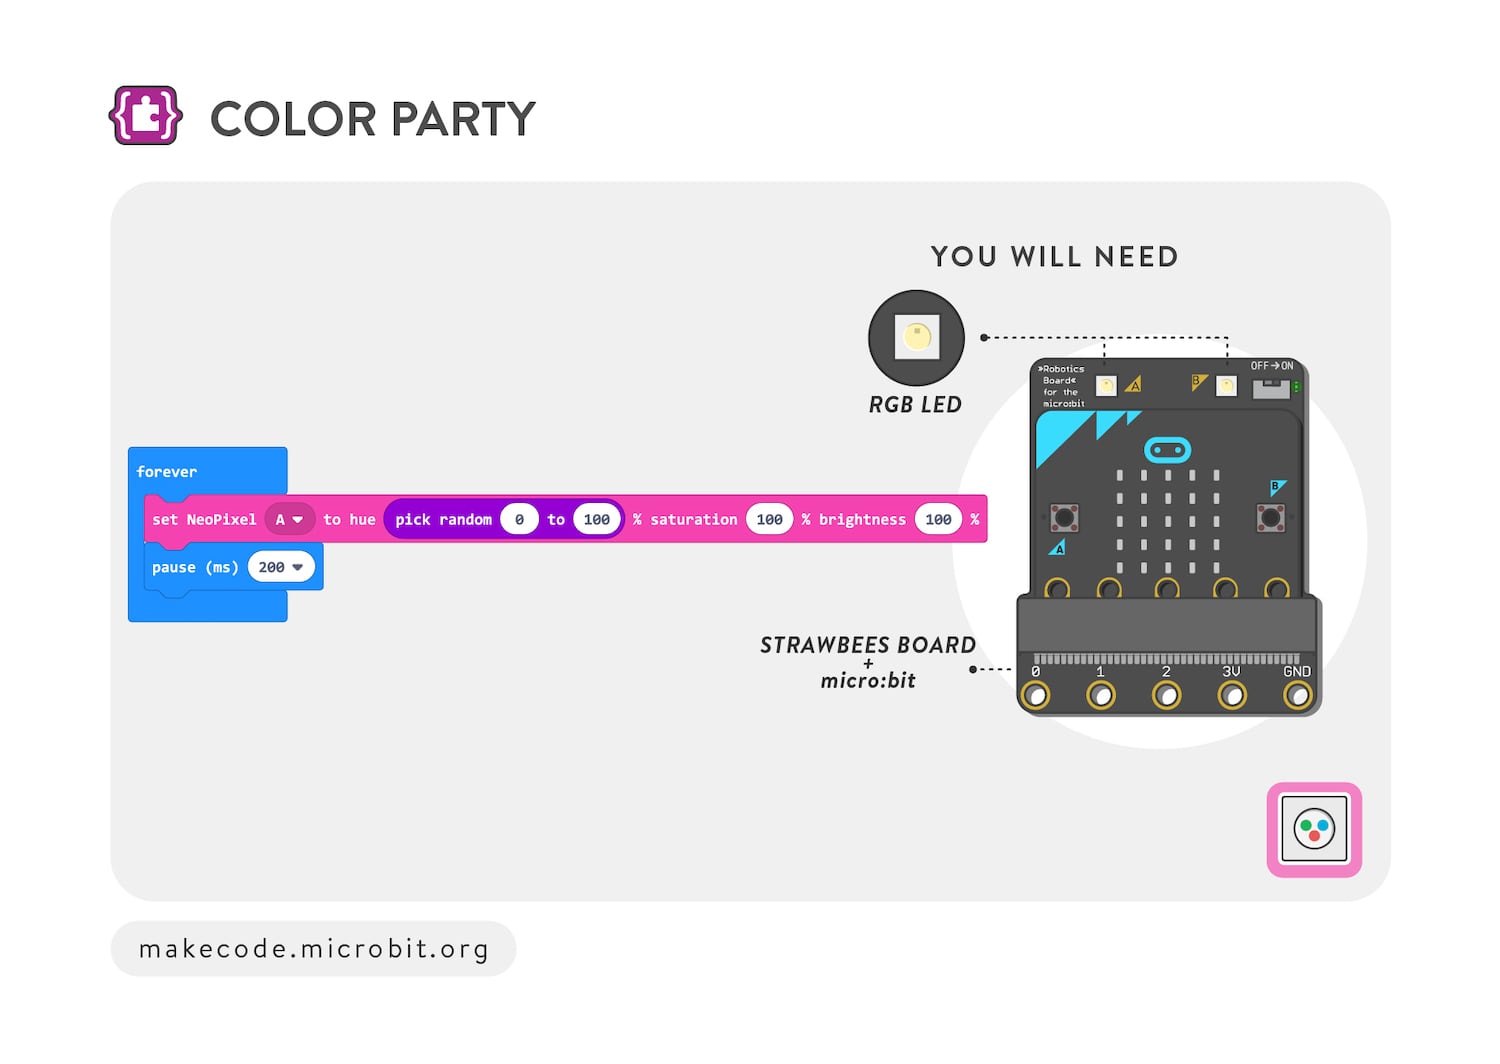 COLOR PARTY
YOU WILL NEED
RGB LED
»Robotics
Board«
for the
micro:bit
A
B
OFF→ON
forever
set NeoPixel A to hue pick random 0 to 100 % saturation 100 % brightness 100 %
pause (ms) 200
B
A
STRAWBEES BOARD
+
micro:bit
0 1 2 3V GND
makecode.microbit.org